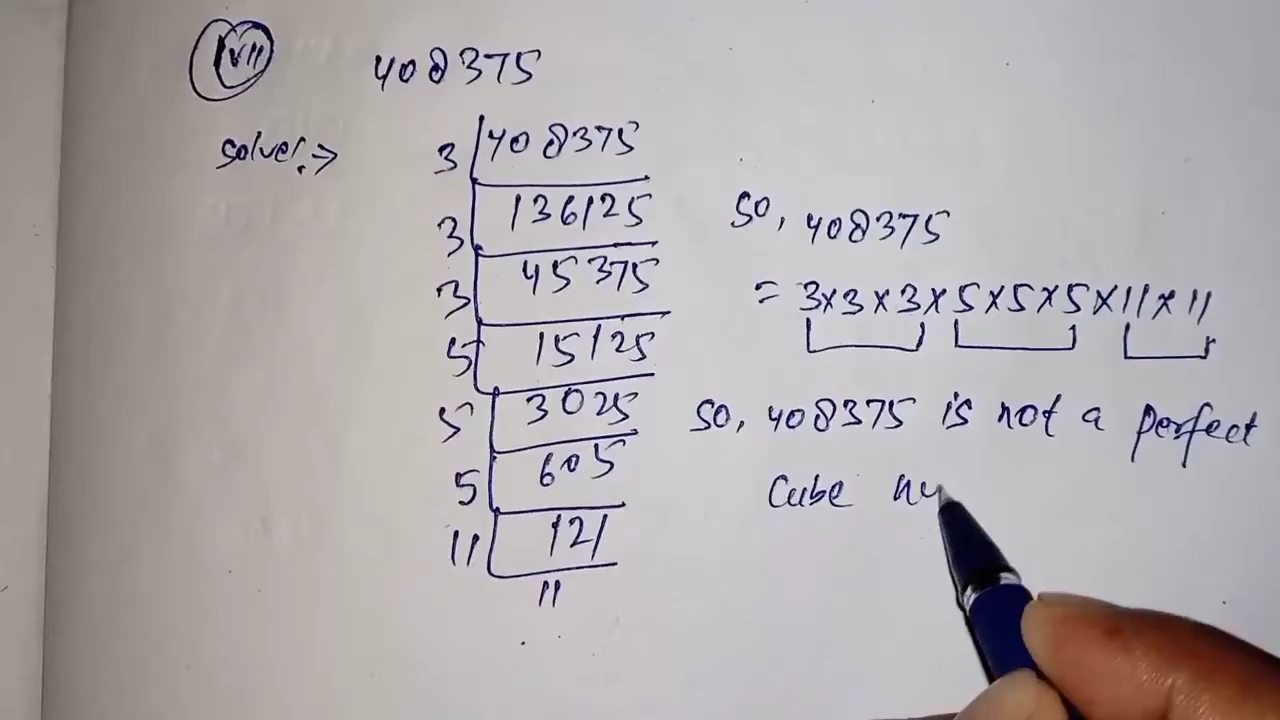 VII 408375
Solve:→
3 408375
3 136125
3 45375
5 15125
5 3025
5 605
11 121
11
So, 408375
= 3×3×3×5×5×5×11×11
So, 408375 is not a perfect
Cube nu